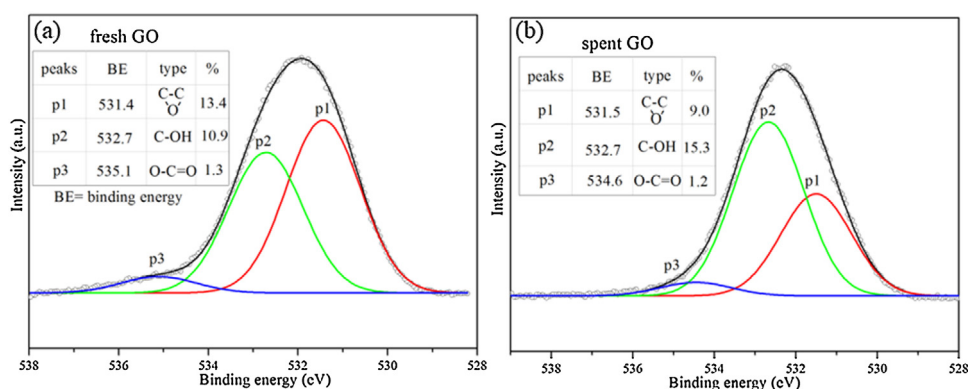 (a)
fresh GO
peaks BE type %
p1 531.4 C-C O 13.4
p2 532.7 C-OH 10.9
p3 535.1 O-C=O 1.3
BE= binding energy
p1
p2
p3
Intensity (a.u.)
538 536 534 532 530 528
Binding energy (eV)
(b)
spent GO
peaks BE type %
p1 531.5 C-C O 9.0
p2 532.7 C-OH 15.3
p3 534.6 O-C=O 1.2
p2
p1
p3
Intensity (a.u.)
538 536 534 532 530 528
Binding energy (eV)